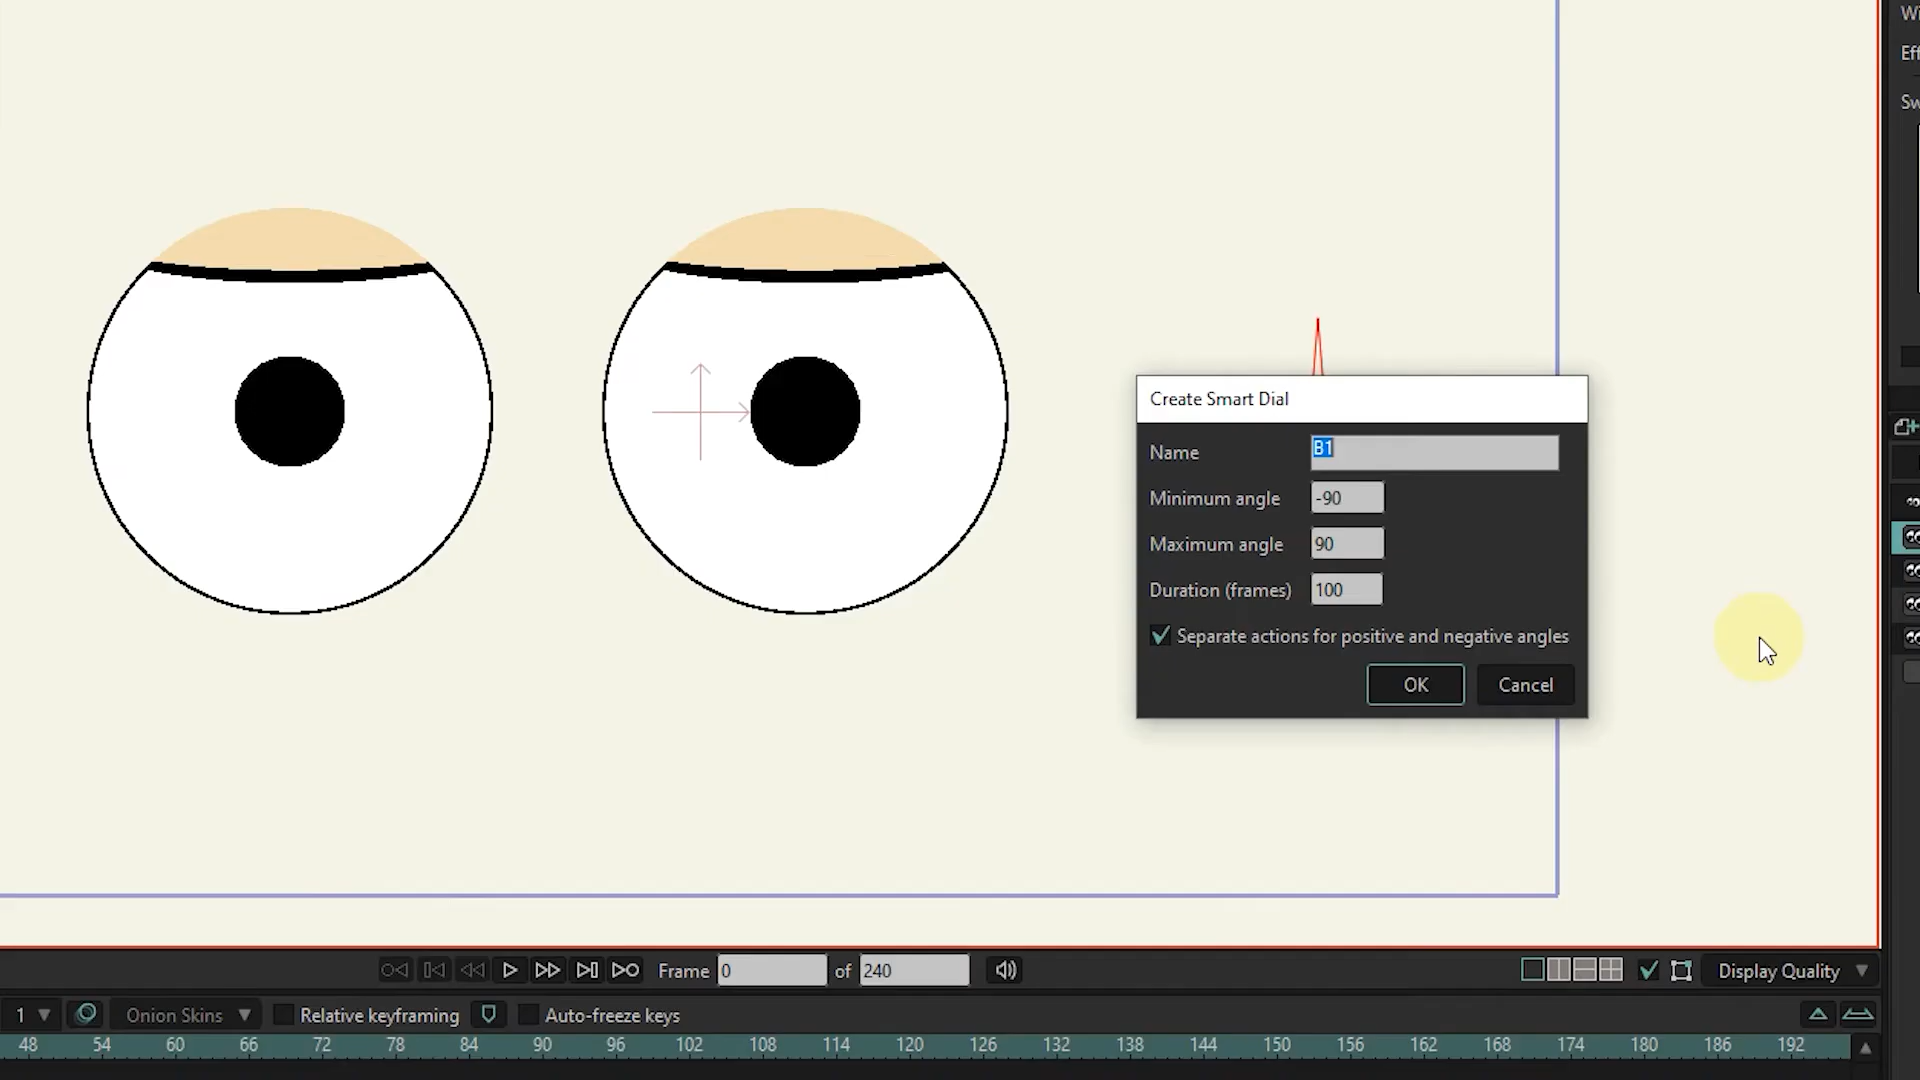 Wi
Eff
Sw
Create Smart Dial
Name B1
Minimum angle -90
Maximum angle 90
Duration (frames) 100
Separate actions for positive and negative angles
OK Cancel
Frame 0 of 240 Display Quality
1 Onion Skins Relative keyframing Auto-freeze keys
48 54 60 66 72 78 84 90 96 102 108 114 120 126 132 138 144 150 156 162 168 174 180 186 192